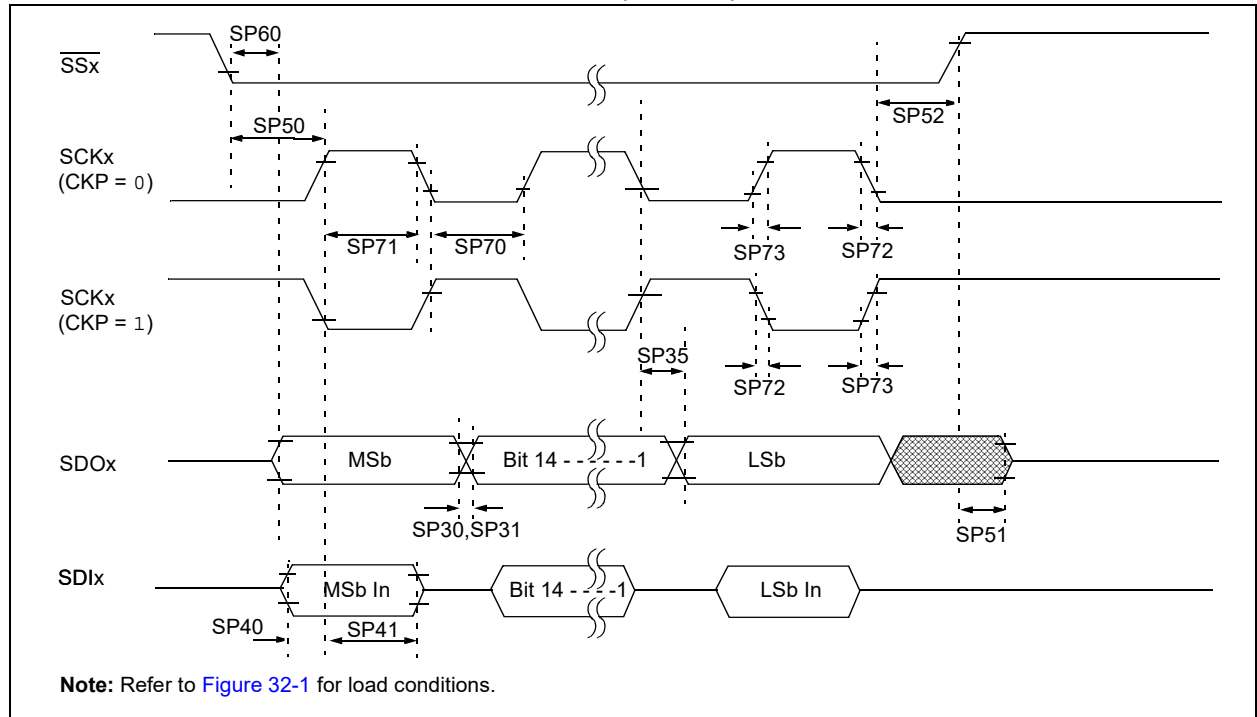 SP60
SSx
SP52
SP50
SCKx
(CKP = 0)
SP71
SP70
SP73
SP72
SCKx
(CKP = 1)
SP35
SP72
SP73
SDOx
MSb
Bit 14 - - - - - -1
LSb
SP30,SP31
SP51
SDIx
MSb In
Bit 14 - - - -1
LSb In
SP40
SP41
Note: Refer to Figure 32-1 for load conditions.